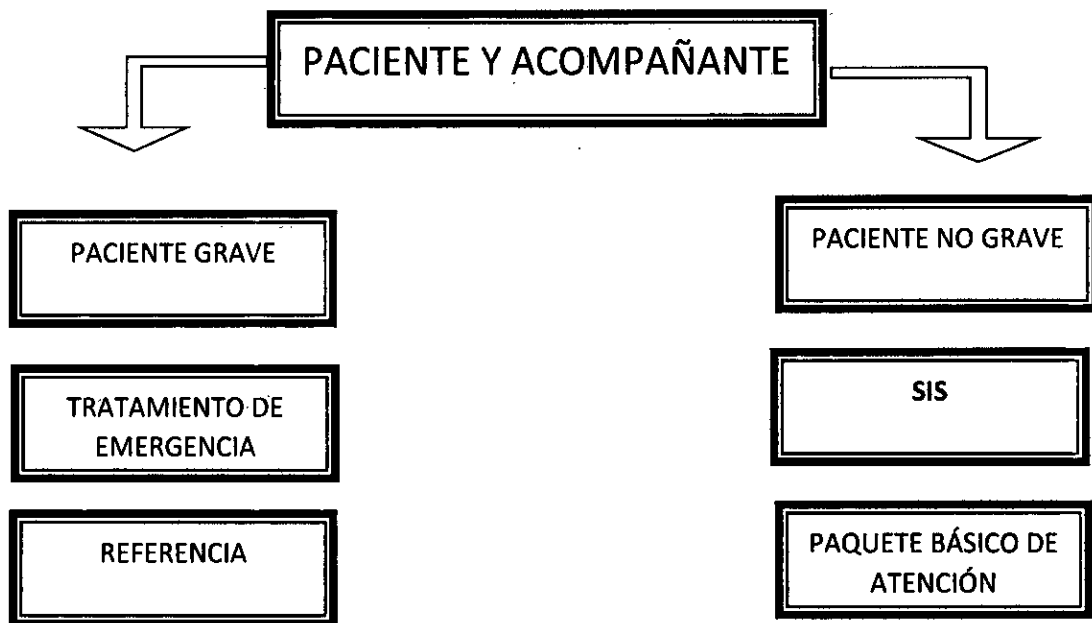 PACIENTE Y ACOMPAÑANTE
PACIENTE GRAVE
TRATAMIENTO DE
EMERGENCIA
REFERENCIA
PACIENTE NO GRAVE
SIS
PAQUETE BÁSICO DE
ATENCIÓN